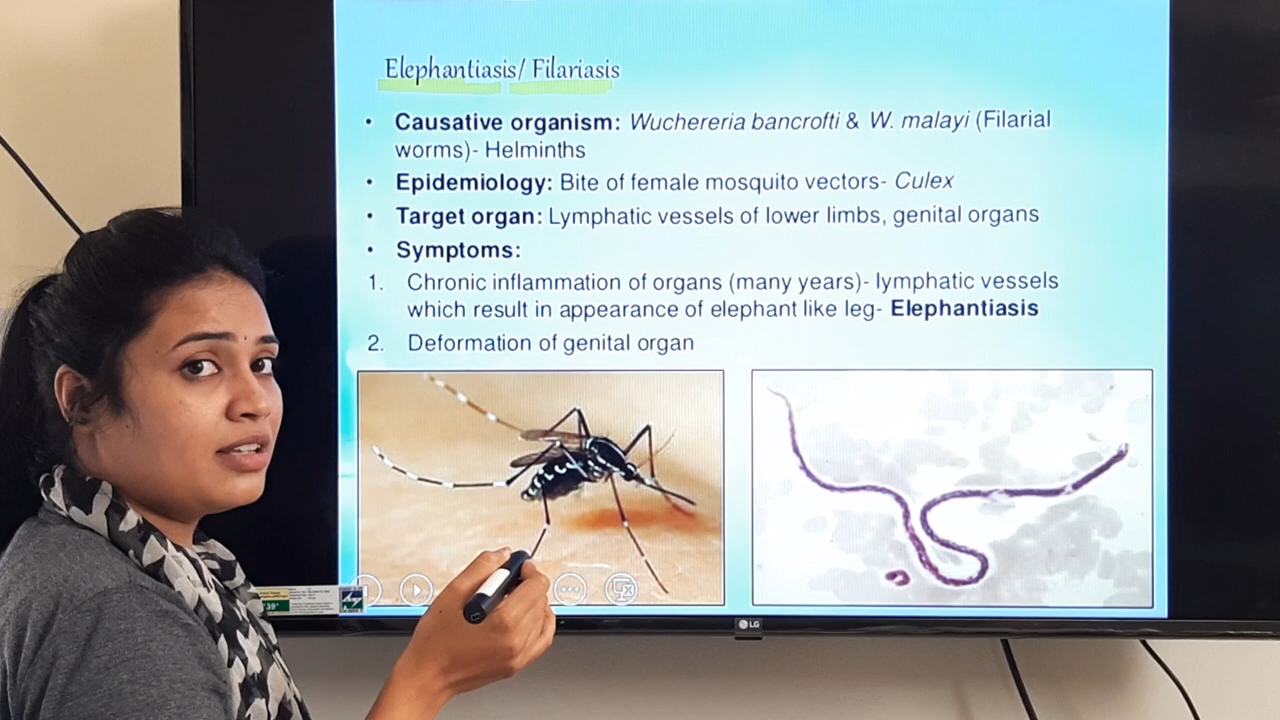 Elephantiasis/ Filariasis
• Causative organism: Wuchereria bancrofti & W. malayi (Filarial
worms)- Helminths
• Epidemiology: Bite of female mosquito vectors- Culex
• Target organ: Lymphatic vessels of lower limbs, genital organs
• Symptoms:
1. Chronic inflammation of organs (many years)- lymphatic vessels
which result in appearance of elephant like leg- Elephantiasis
2. Deformation of genital organ
39"
LG